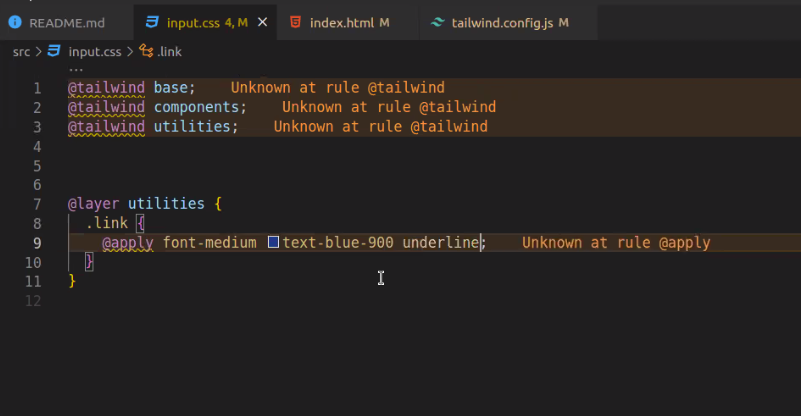 README.md input.css 4, M index.html M tailwind.config.js M
src > input.css > .link
...
1 @tailwind base; Unknown at rule @tailwind
2 @tailwind components; Unknown at rule @tailwind
3 @tailwind utilities; Unknown at rule @tailwind
4
5
6
7 @layer utilities {
8 .link {
9 @apply font-medium text-blue-900 underline; Unknown at rule @apply
10 }
11 }
12